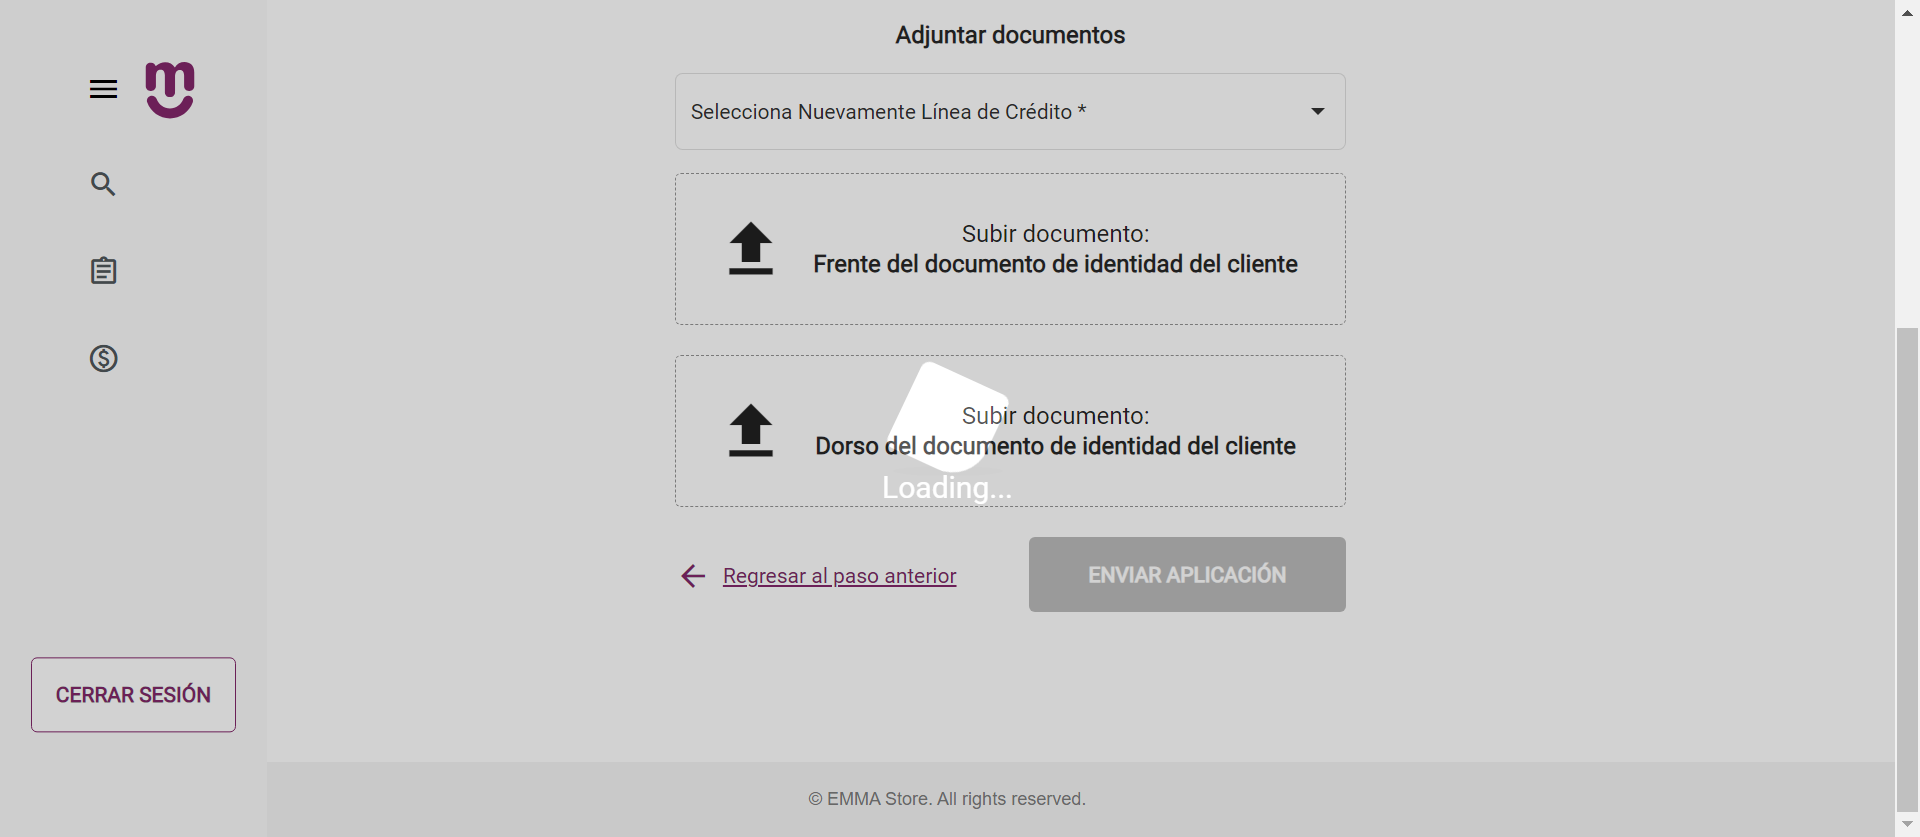 Adjuntar documentos
Selecciona Nuevamente Línea de Crédito *
Subir documento:
Frente del documento de identidad del cliente
Subir documento:
Dorso del documento de identidad del cliente
Loading...
Regresar al paso anterior
ENVIAR APLICACIÓN
CERRAR SESIÓN
© EMMA Store. All rights reserved.